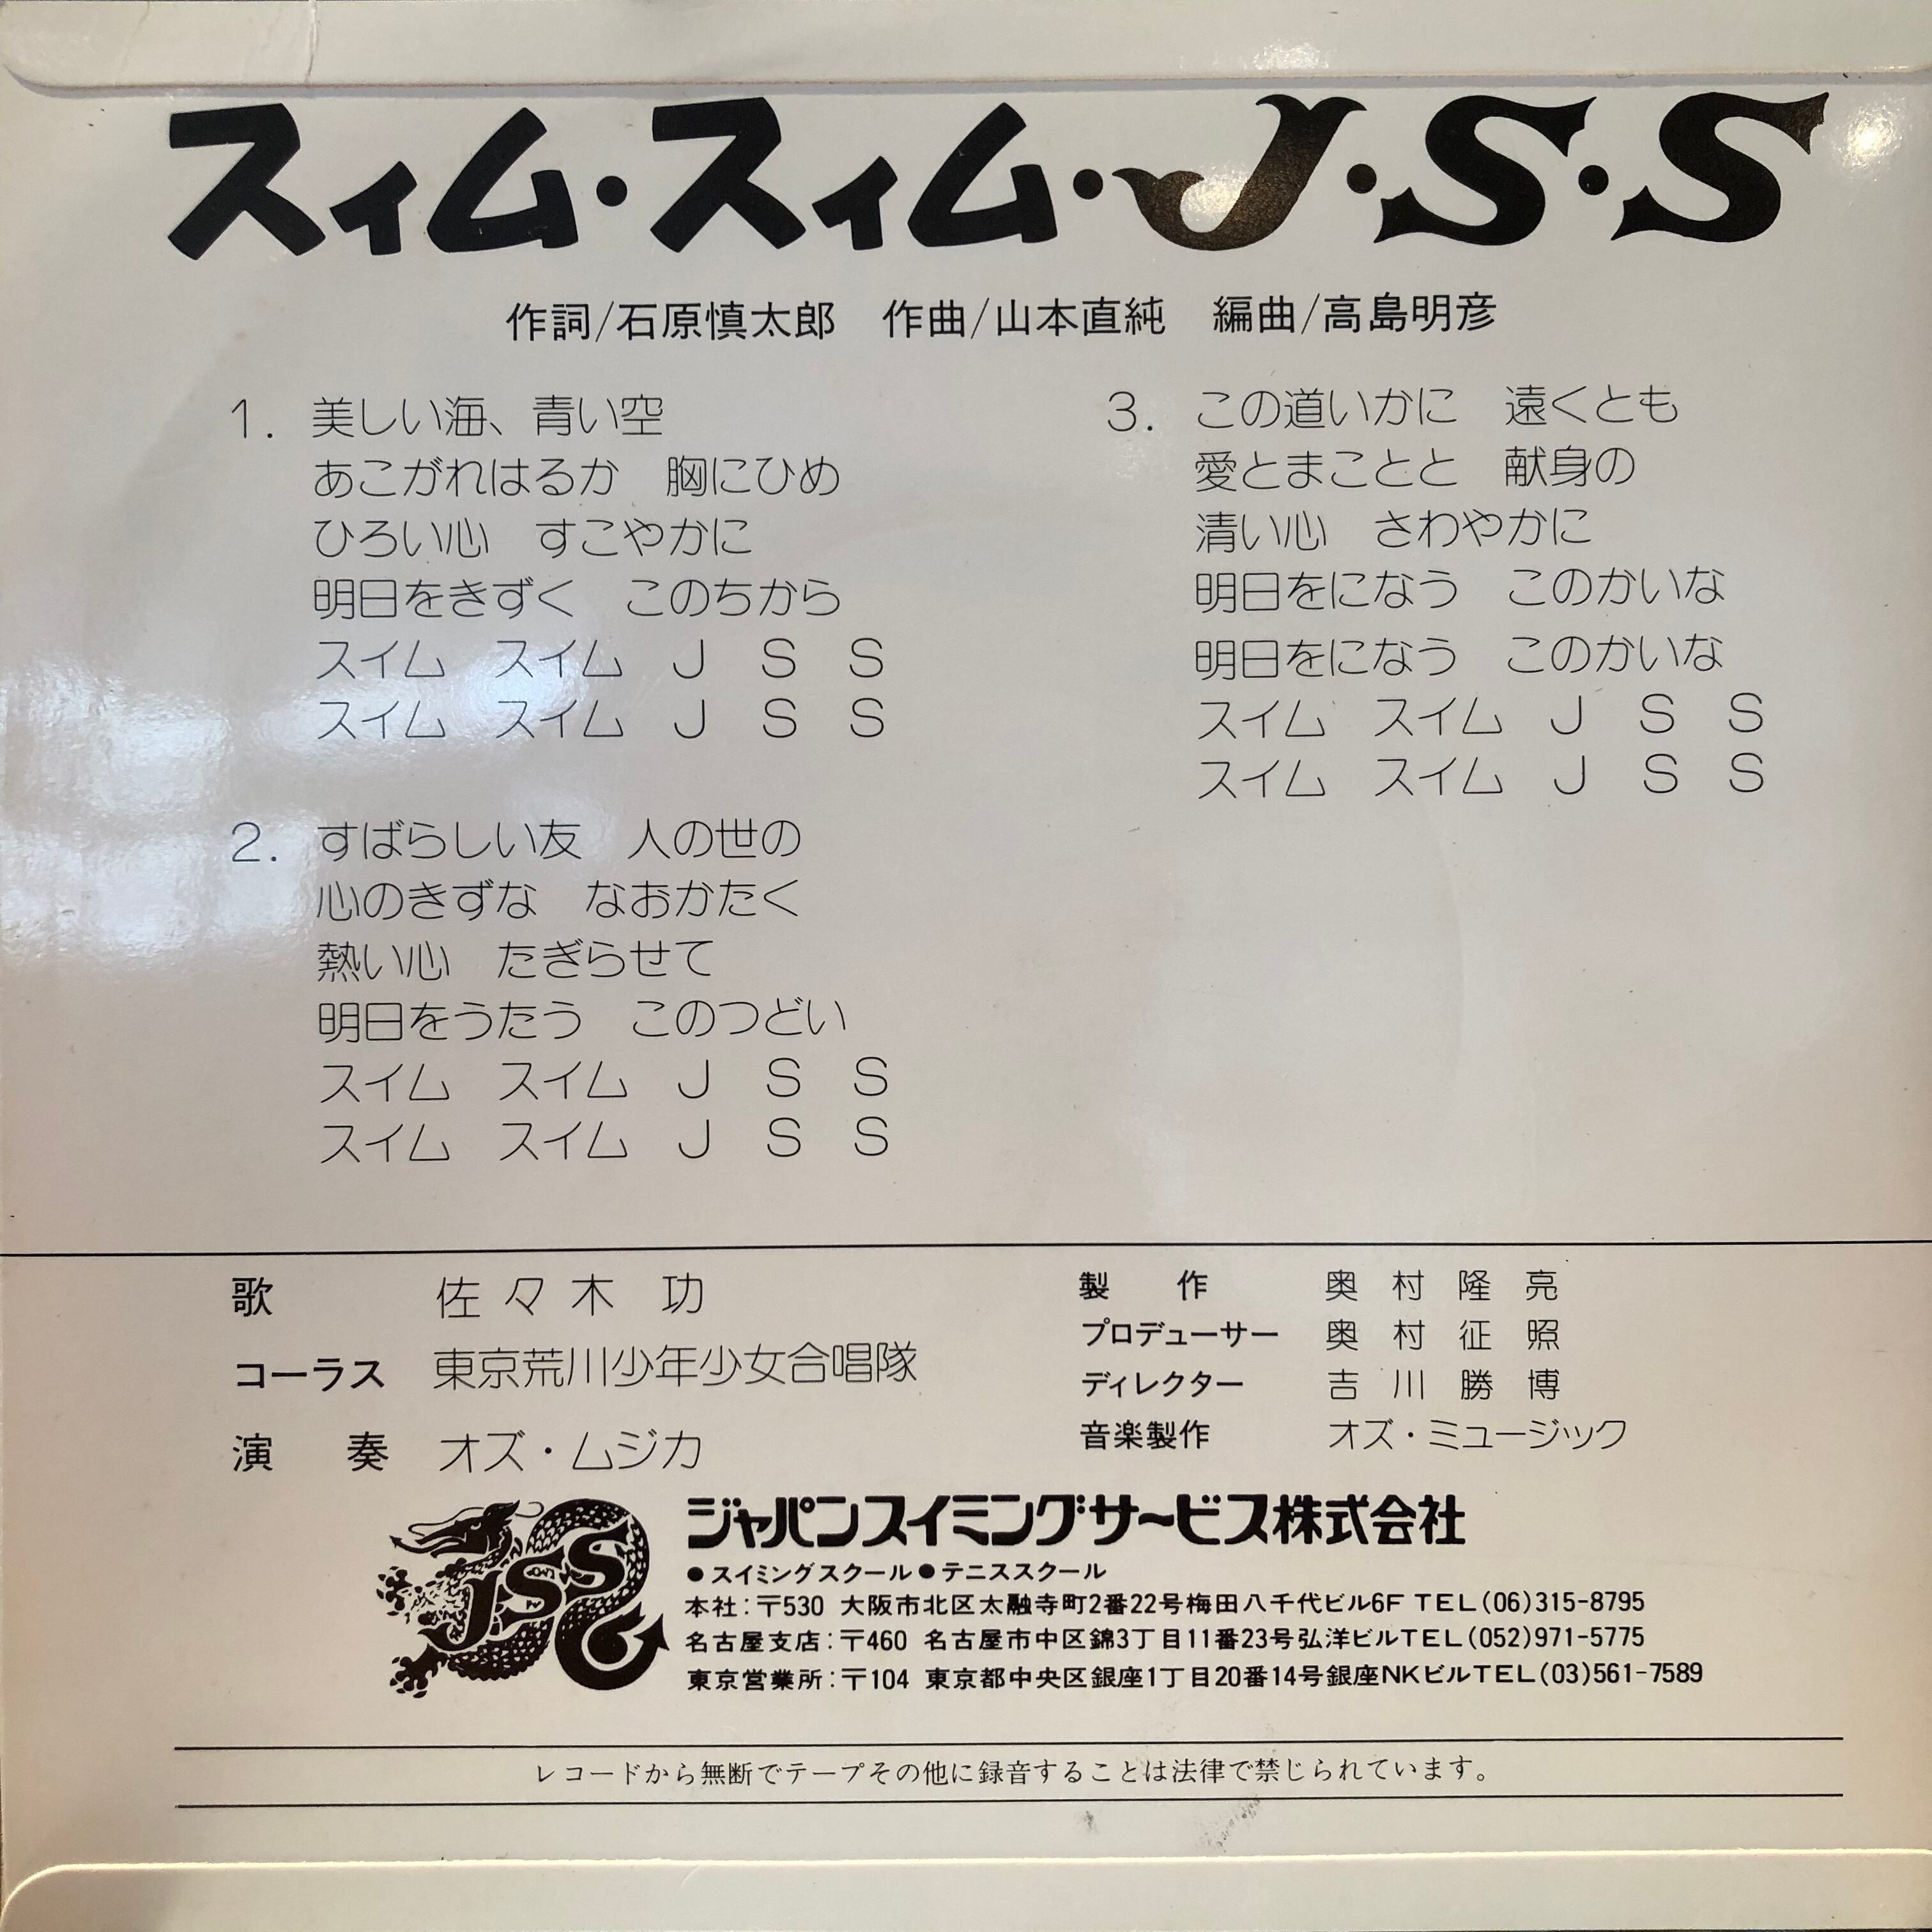 スィム・スィム・J・S・S
作詞/石原慎太郎　作曲/山本直純　編曲/高島明彦
1. 美しい海、青い空
あこがれはるか　胸にひめ
ひろい心　すこやかに
明日をきずく　このちから
スイム　スイム　J　S　S
スイム　スイム　J　S　S
2. すばらしい友　人の世の
心のきずな　なおかたく
熱い心　たぎらせて
明日をうたう　このつどい
スイム　スイム　J　S　S
スイム　スイム　J　S　S
3. この道いかに　遠くとも
愛とまことと　献身の
清い心　さわやかに
明日をになう　このかいな
明日をになう　このかいな
スイム　スイム　J　S　S
スイム　スイム　J　S　S
歌　佐々木　功
コーラス　東京荒川少年少女合唱隊
演　奏　オズ・ムジカ
製　作　奥村隆亮
プロデューサー　奥村征照
ディレクター　吉川勝博
音楽製作　オズ・ミュージック
JSS
ジャパンスイミングサービス株式会社
●スイミングスクール●テニススクール
本社：〒530 大阪市北区太融寺町2番22号梅田八千代ビル6F TEL(06)315-8795
名古屋支店：〒460 名古屋市中区錦3丁目11番23号弘洋ビルTEL(052)971-5775
東京営業所：〒104 東京都中央区銀座1丁目20番14号銀座NKビルTEL(03)561-7589
レコードから無断でテープその他に録音することは法律で禁じられています。